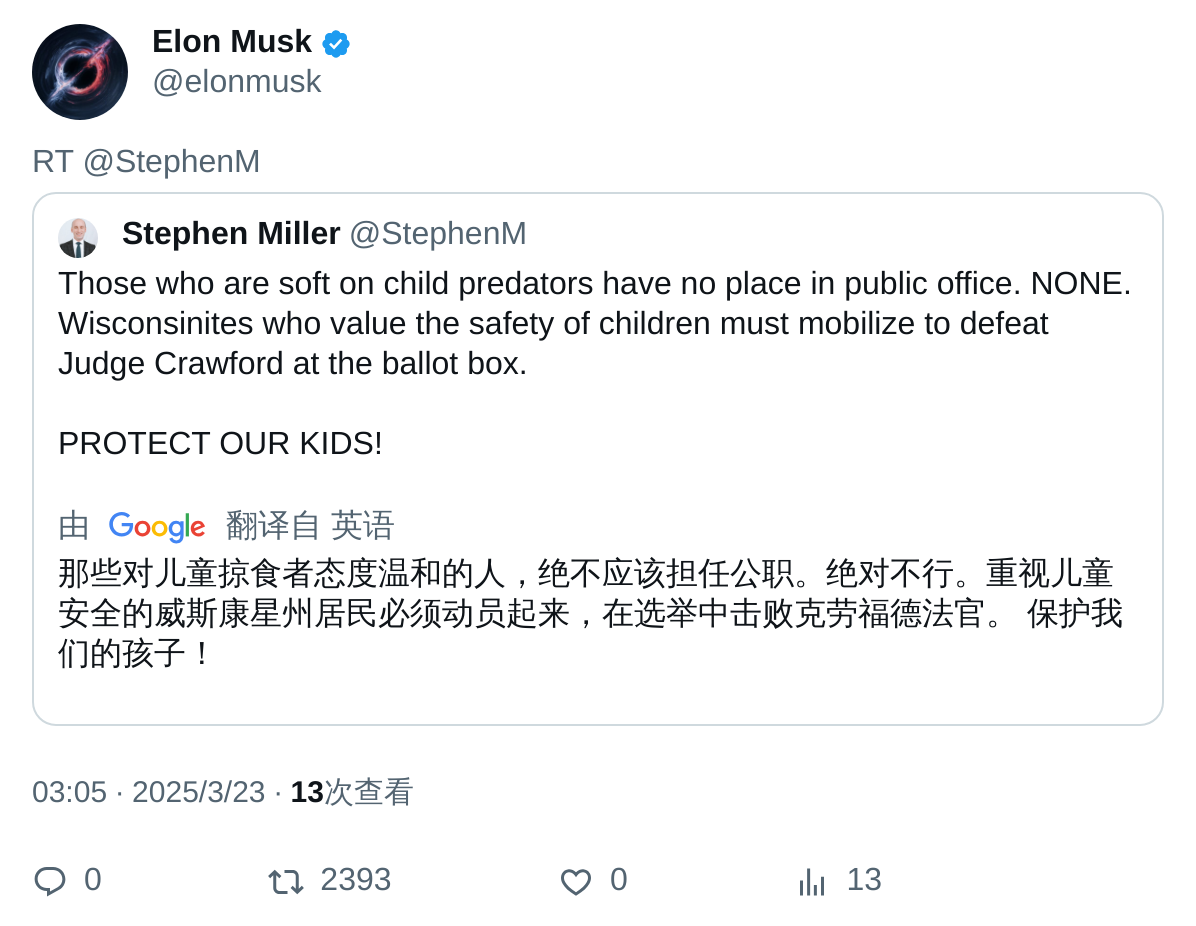 Elon Musk
@elonmusk
RT @StephenM
Stephen Miller @StephenM
Those who are soft on child predators have no place in public office. NONE.
Wisconsinites who value the safety of children must mobilize to defeat
Judge Crawford at the ballot box.
PROTECT OUR KIDS!
由 Google 翻译自 英语
那些对儿童掠食者态度温和的人，绝不应该担任公职。绝对不行。重视儿童
安全的威斯康星州居民必须动员起来，在选举中击败克劳福德法官。 保护我
们的孩子！
03:05 · 2025/3/23 · 13次查看
0 2393 0 13